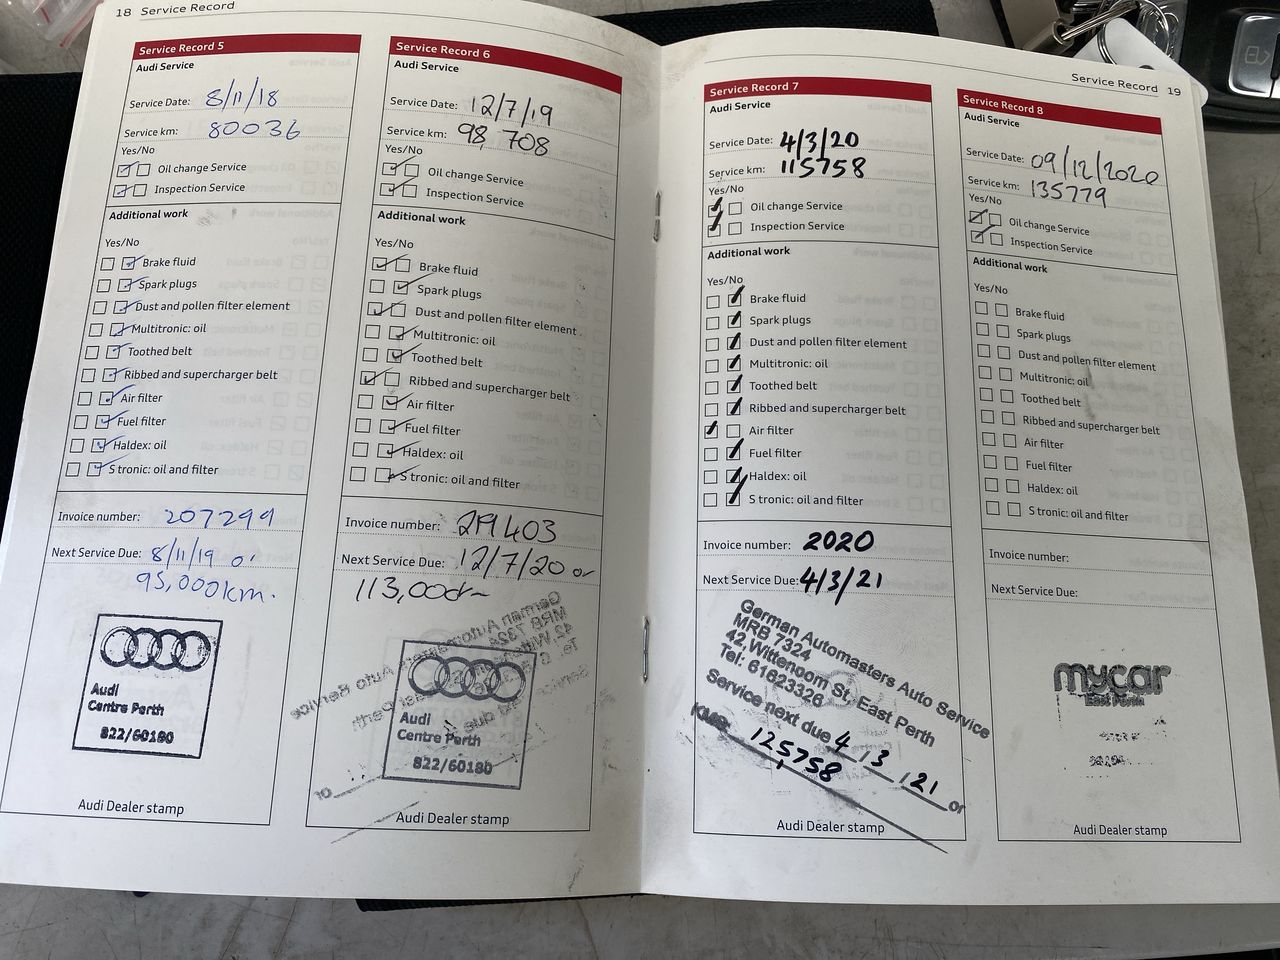 18 Service Record
Service Record 5
Audi Service
Service Date: 8/11/18
Service km: 80036
Yes/No
Oil change Service
Inspection Service
Additional work
Yes/No
Brake fluid
Spark plugs
Dust and pollen filter element
Multitronic: oil
Toothed belt
Ribbed and supercharger belt
Air filter
Fuel filter
Haldex: oil
S tronic: oil and filter
Invoice number: 207299
Next Service Due: 8/11/19 or
95,000km.
Audi
Centre Perth
822/60180
Audi Dealer stamp
Service Record 6
Audi Service
Service Date: 12/7/19
Service km: 98 708
Yes/No
Oil change Service
Inspection Service
Additional work
Yes/No
Brake fluid
Spark plugs
Dust and pollen filter element
Multitronic: oil
Toothed belt
Ribbed and supercharger belt
Air filter
Fuel filter
Haldex: oil
S tronic: oil and filter
Invoice number: 219403
Next Service Due: 12/7/20 or
Audi
Centre Perth
822/60180
Audi Dealer stamp
Service Record 19
Service Record 7
Audi Service
Service Date: 4/3/20
Service km: 115758
Yes/No
Oil change Service
Inspection Service
Additional work
Yes/No
Brake fluid
Spark plugs
Dust and pollen filter element
Multitronic: oil
Toothed belt
Ribbed and supercharger belt
Air filter
Fuel filter
Haldex: oil
S tronic: oil and filter
Invoice number: 2020
Next Service Due: 4/3/21
German Automasters Auto Service
MRB 7324
42,Wittenoom St, East Perth
Tel: 61623326
Service next due 4/3/21 or
KMS 125,758
Audi Dealer stamp
Service Record 8
Audi Service
Service Date: 09/12/2020
Service km: 135779
Yes/No
Oil change Service
Inspection Service
Additional work
Yes/No
Brake fluid
Spark plugs
Dust and pollen filter element
Multitronic: oil
Toothed belt
Ribbed and supercharger belt
Air filter
Fuel filter
Haldex: oil
S tronic: oil and filter
Invoice number:
Next Service Due:
mycar
East Perth
Audi Dealer stamp